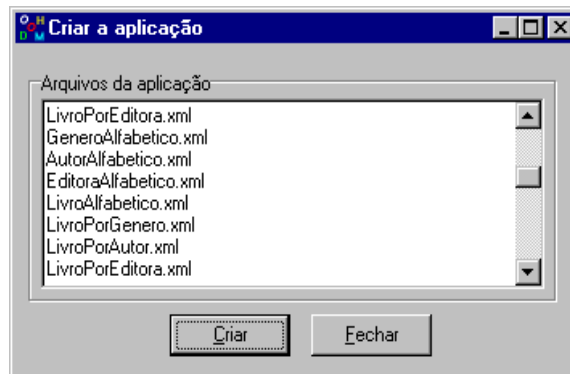 O O H D M Criar a aplicação
Arquivos da aplicação
LivroPorEditora.xml
GeneroAlfabetico.xml
AutorAlfabetico.xml
EditoraAlfabetico.xml
LivroAlfabetico.xml
LivroPorGenero.xml
LivroPorAutor.xml
LivroPorEditora.xml
Criar Fechar